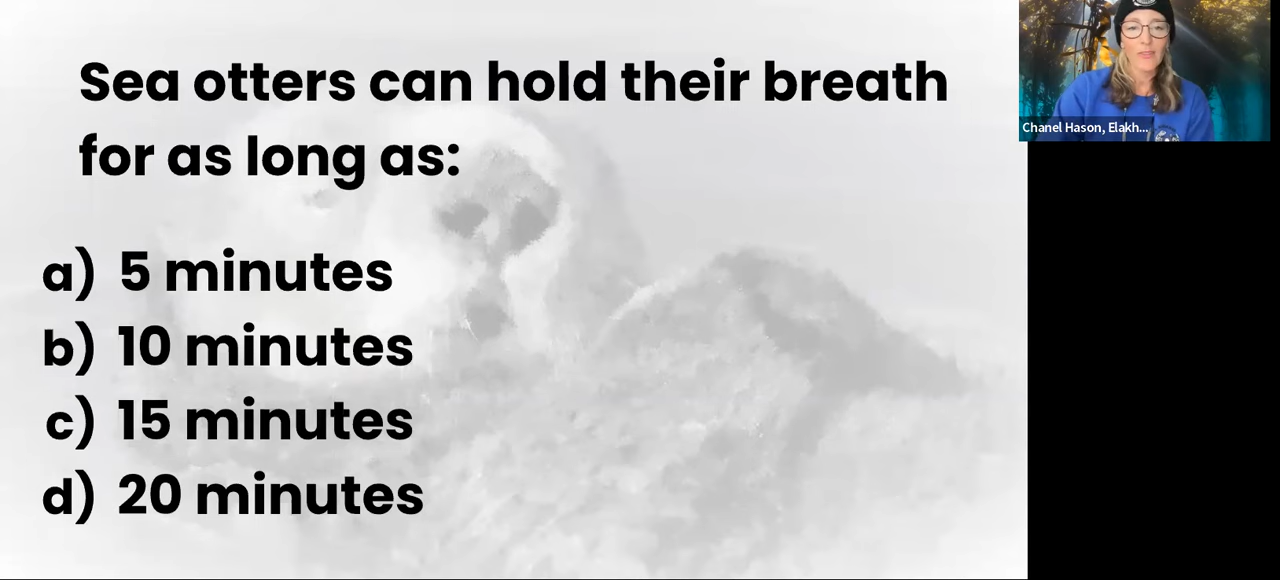 Sea otters can hold their breath
for as long as:
a) 5 minutes
b) 10 minutes
c) 15 minutes
d) 20 minutes
Chanel Hason, Elakh...